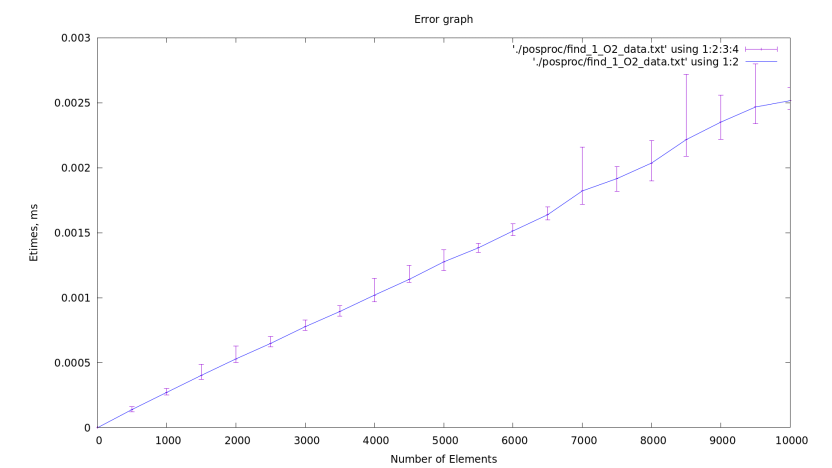 Error graph
0.003
'./posproc/find_1_O2_data.txt' using 1:2:3:4
'./posproc/find_1_O2_data.txt' using 1:2
0.0025
0.002
Etimes, ms
0.0015
0.001
0.0005
0
0 1000 2000 3000 4000 5000 6000 7000 8000 9000 10000
Number of Elements